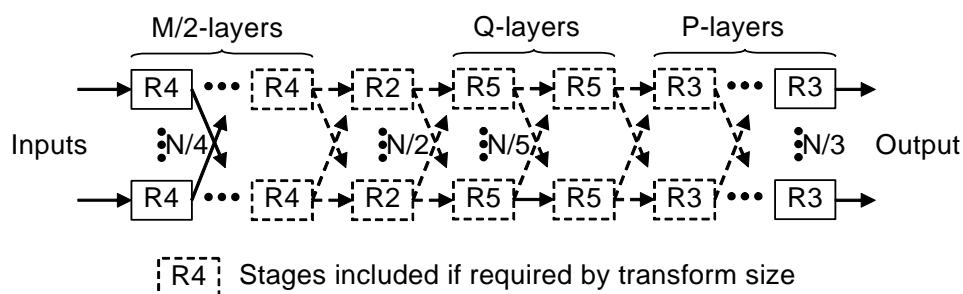 M/2-layers Q-layers P-layers
R4 ••• R4 R2 R5 R5 R3 ••• R3
Inputs N/4 N/2 N/5 N/3 Output
R4 ••• R4 R2 R5 R5 R3 ••• R3
R4 Stages included if required by transform size